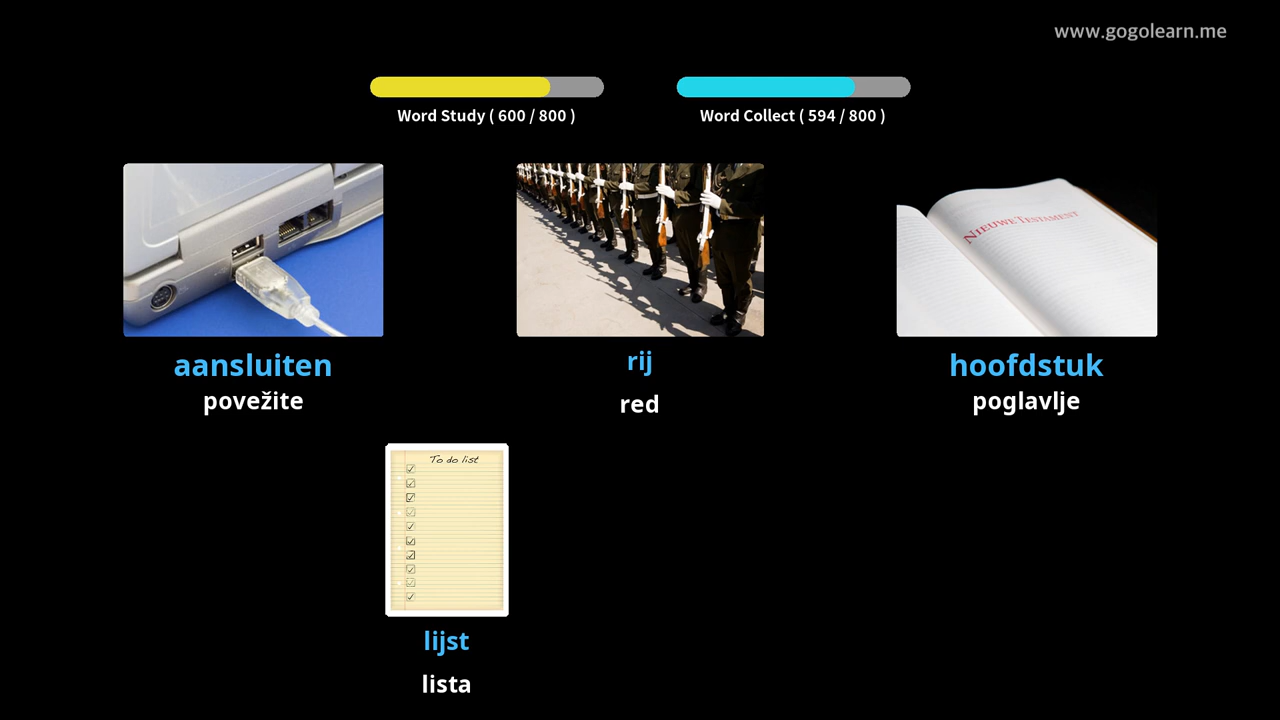 www.gogolearn.me
Word Study ( 600 / 800 )
Word Collect ( 594 / 800 )
NIEUWE TESTAMENT
aansluiten
povežite
rij
red
hoofdstuk
poglavlje
To do list
lijst
lista